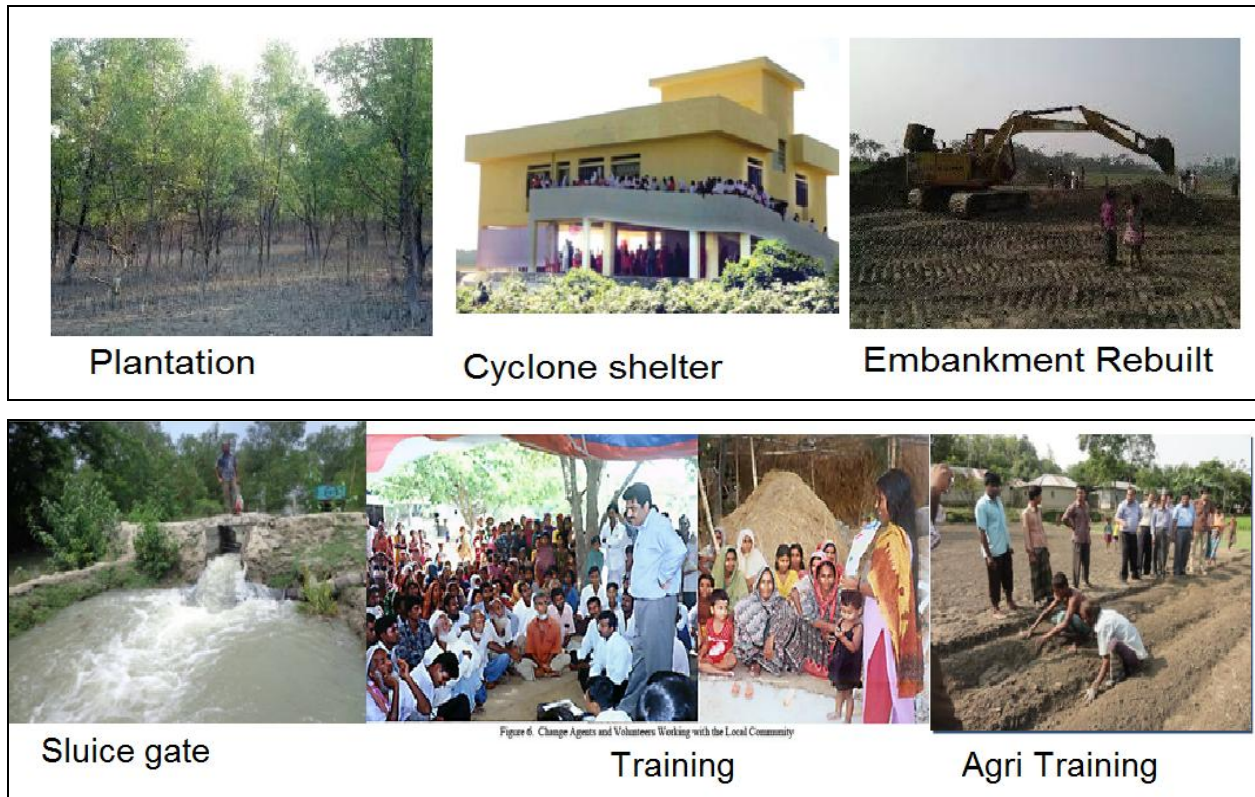 Plantation
Cyclone shelter
Embankment Rebuilt
Figure 6. Change Agents and Volunteers Working with the Local Community
Sluice gate
Training
Agri Training